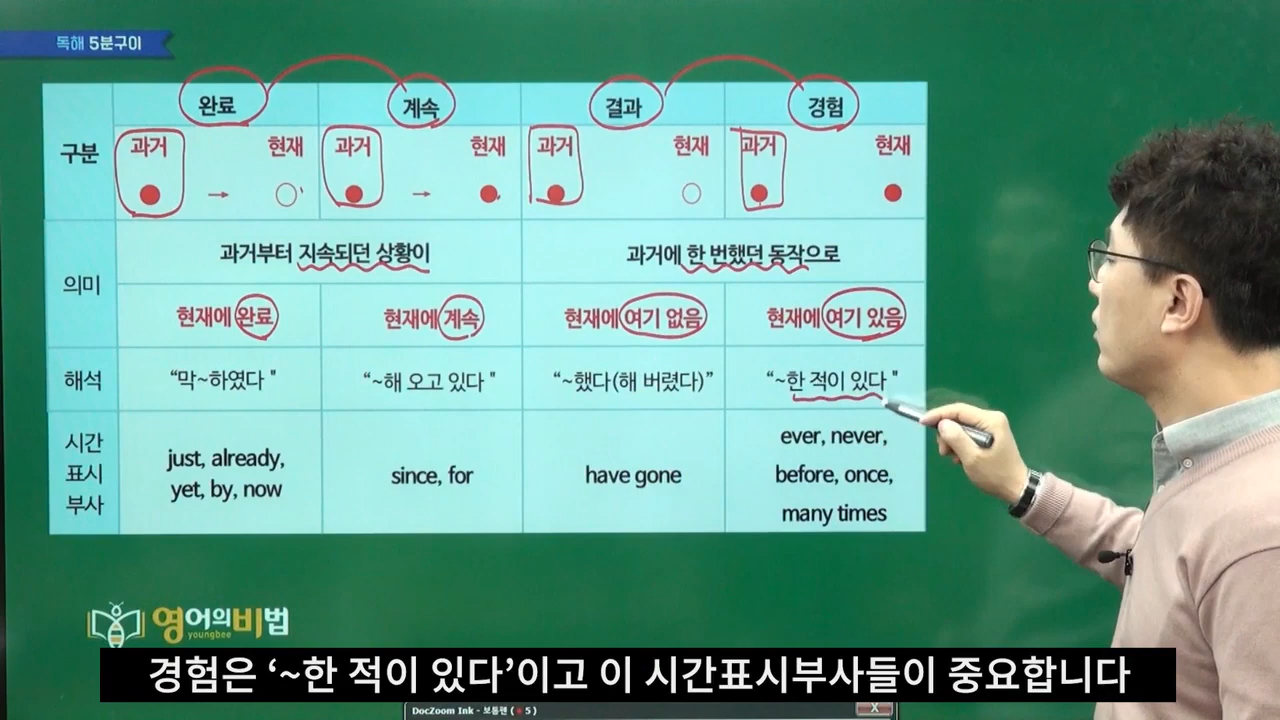 독해 5분구이
완료 계속 결과 경험
구분
과거 현재 과거 현재 과거 현재 과거 현재
의미
과거부터 지속되던 상황이 과거에 한 번했던 동작으로
현재에 완료 현재에 계속 현재에 여기 없음 현재에 여기 있음
해석 “막~하였다" “~해 오고 있다" “~했다(해 버렸다)” “~한 적이 있다"
시간
표시
부사
just, already,
yet, by, now
since, for
have gone
ever, never,
before, once,
many times
영어의비법
youngbee
경험은 ‘~한 적이 있다’이고 이 시간표시부사들이 중요합니다
DocZoom Ink - 보통펜 ( 5 )
X